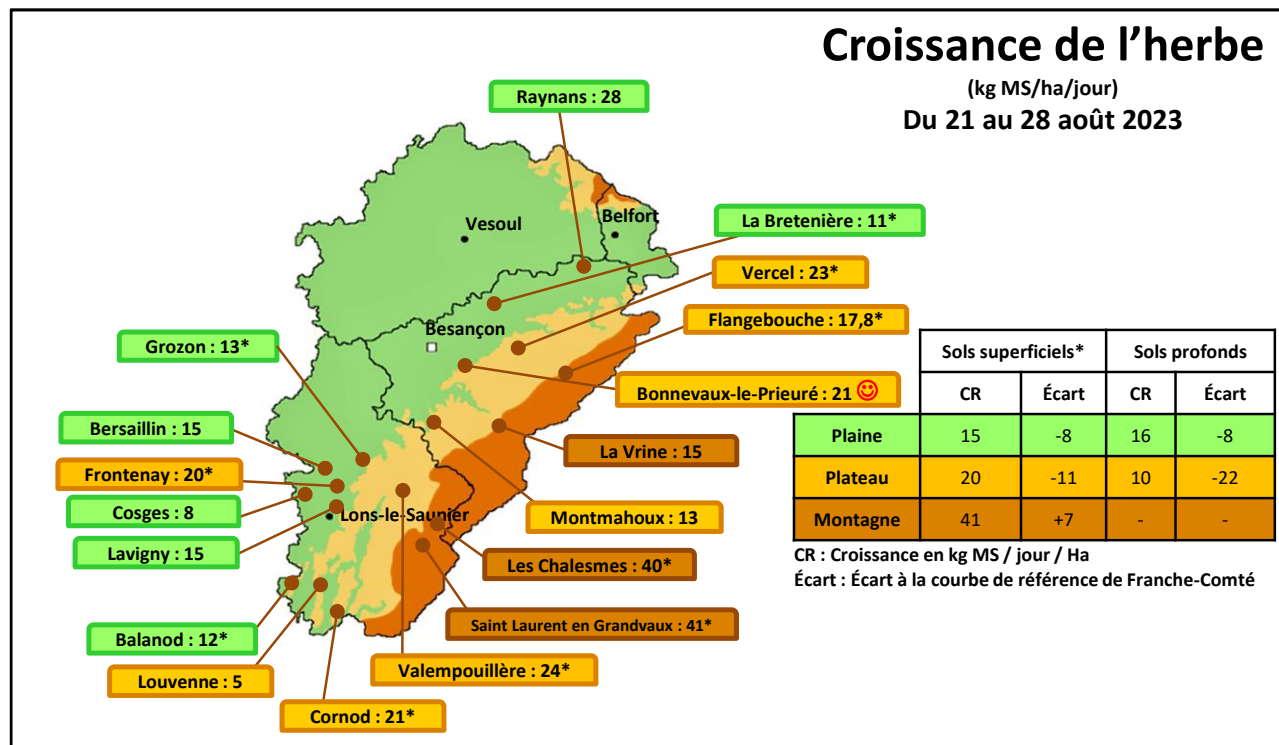 Croissance de l’herbe
(kg MS/ha/jour)
Du 21 au 28 août 2023
Raynans : 28
La Bretenière : 11*
Vercel : 23*
Flangebouche : 17,8*
Bonnevaux-le-Prieuré : 21
La Vrine : 15
Montmahoux : 13
Les Chalesmes : 40*
Saint Laurent en Grandvaux : 41*
Valempouillère : 24*
Cornod : 21*
Louvenne : 5
Balanod : 12*
Lavigny : 15
Cosges : 8
Frontenay : 20*
Bersaillin : 15
Grozon : 13*
Vesoul
Belfort
Besançon
Lons-le-Saunier
Sols superficiels* Sols profonds
CR Écart CR Écart
Plaine 15 -8 16 -8
Plateau 20 -11 10 -22
Montagne 41 +7 - -
CR : Croissance en kg MS / jour / Ha
Écart : Écart à la courbe de référence de Franche-Comté